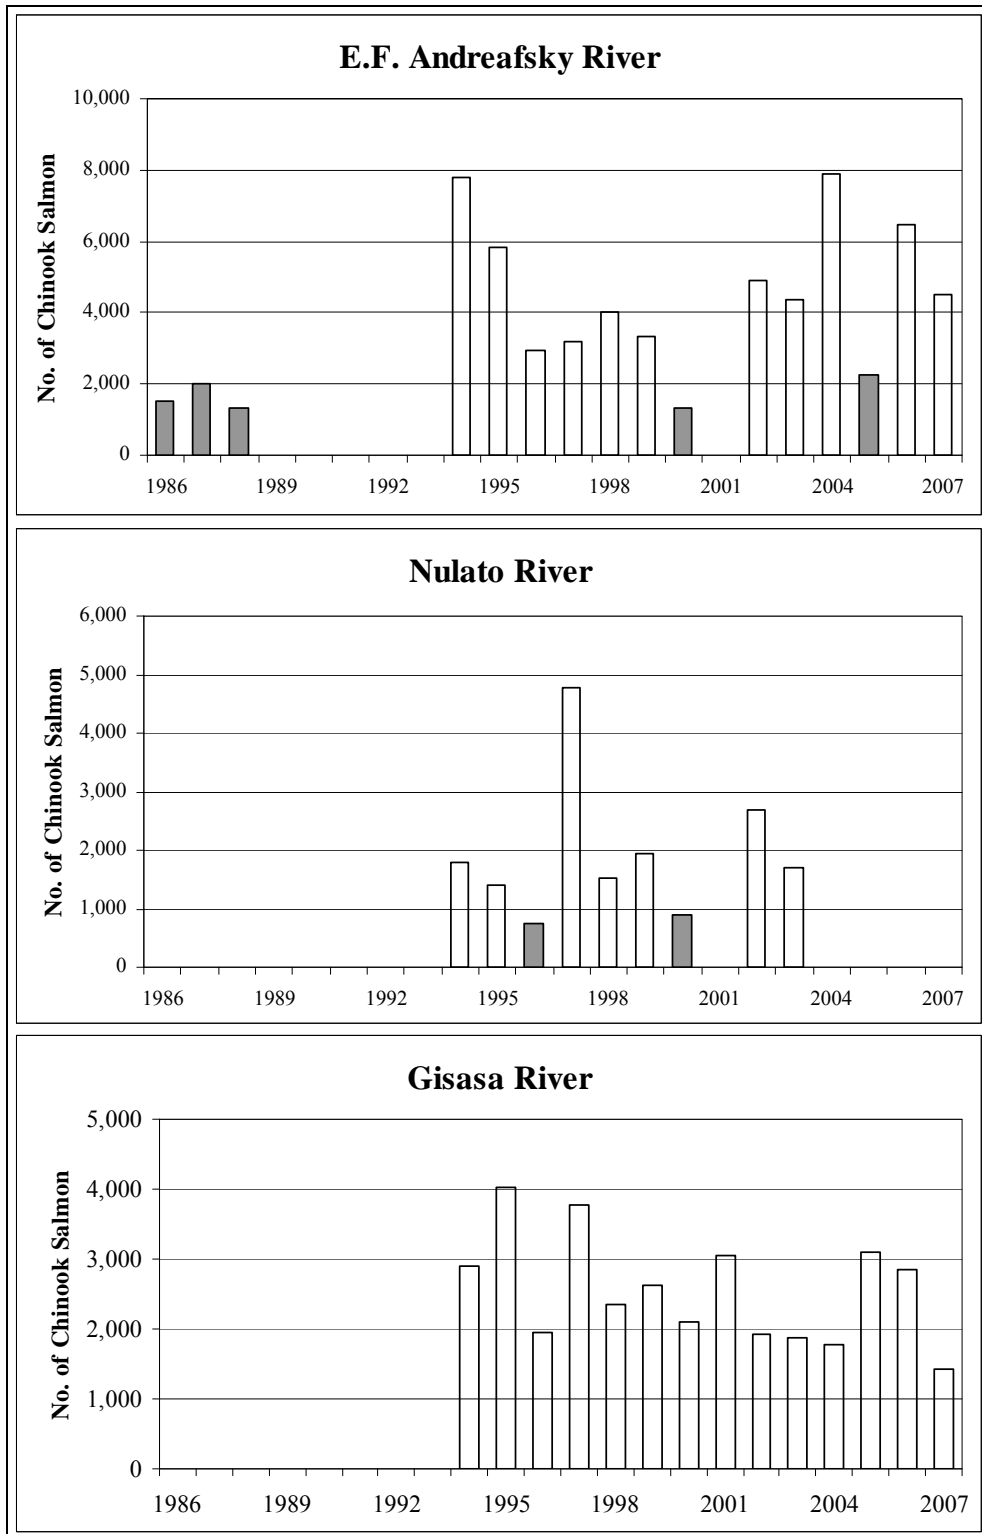 E.F. Andreafsky River
No. of Chinook Salmon
10,000
8,000
6,000
4,000
2,000
0
1986 1989 1992 1995 1998 2001 2004 2007
Nulato River
No. of Chinook Salmon
6,000
5,000
4,000
3,000
2,000
1,000
0
1986 1989 1992 1995 1998 2001 2004 2007
Gisasa River
No. of Chinook Salmon
5,000
4,000
3,000
2,000
1,000
0
1986 1989 1992 1995 1998 2001 2004 2007